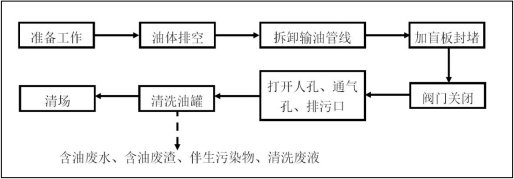 准备工作
油体排空
拆卸输油管线
加盲板封堵
阀门关闭
打开人孔、通气
孔、排污口
清洗油罐
清场
含油废水、含油废渣、伴生污染物、清洗废液